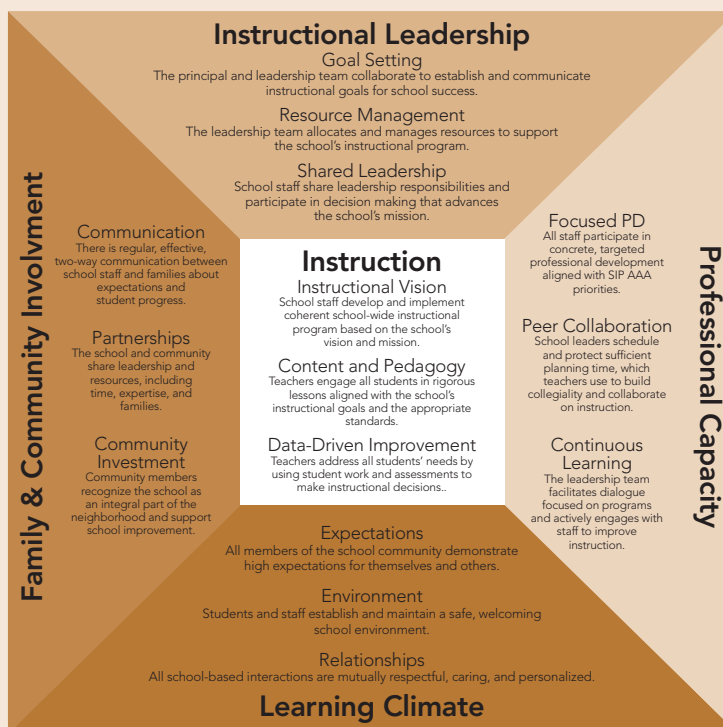 Instructional Leadership
Goal Setting
The principal and leadership team collaborate to establish and communicate
instructional goals for school success.
Resource Management
The leadership team allocates and manages resources to support
the school's instructional program.
Shared Leadership
School staff share leadership responsibilities and
participate in decision making that advances
the school's mission.
Family & Community Involvment
Communication
There is regular, effective,
two-way communication between
school staff and families about
expectations and
student progress.
Partnerships
The school and community
share leadership and
resources, including
time, expertise, and
families.
Community
Investment
Community members
recognize the school as
an integral part of the
neighborhood and support
school improvement.
Instruction
Instructional Vision
School staff develop and implement
coherent school-wide instructional
program based on the school's
vision and mission.
Content and Pedagogy
Teachers engage all students in rigorous
lessons aligned with the school's
instructional goals and the appropriate
standards.
Data-Driven Improvement
Teachers address all students' needs by
using student work and assessments to
make instructional decisions..
Focused PD
All staff participate in
concrete, targeted
professional development
aligned with SIP AAA
priorities.
Peer Collaboration
School leaders schedule
and protect sufficient
planning time, which
teachers use to build
collegiality and collaborate
on instruction.
Continuous
Learning
The leadership team
facilitates dialogue
focused on programs
and actively engages with
staff to improve
instruction.
Professional Capacity
Expectations
All members of the school community demonstrate
high expectations for themselves and others.
Environment
Students and staff establish and maintain a safe, welcoming
school environment.
Relationships
All school-based interactions are mutually respectful, caring, and personalized.
Learning Climate